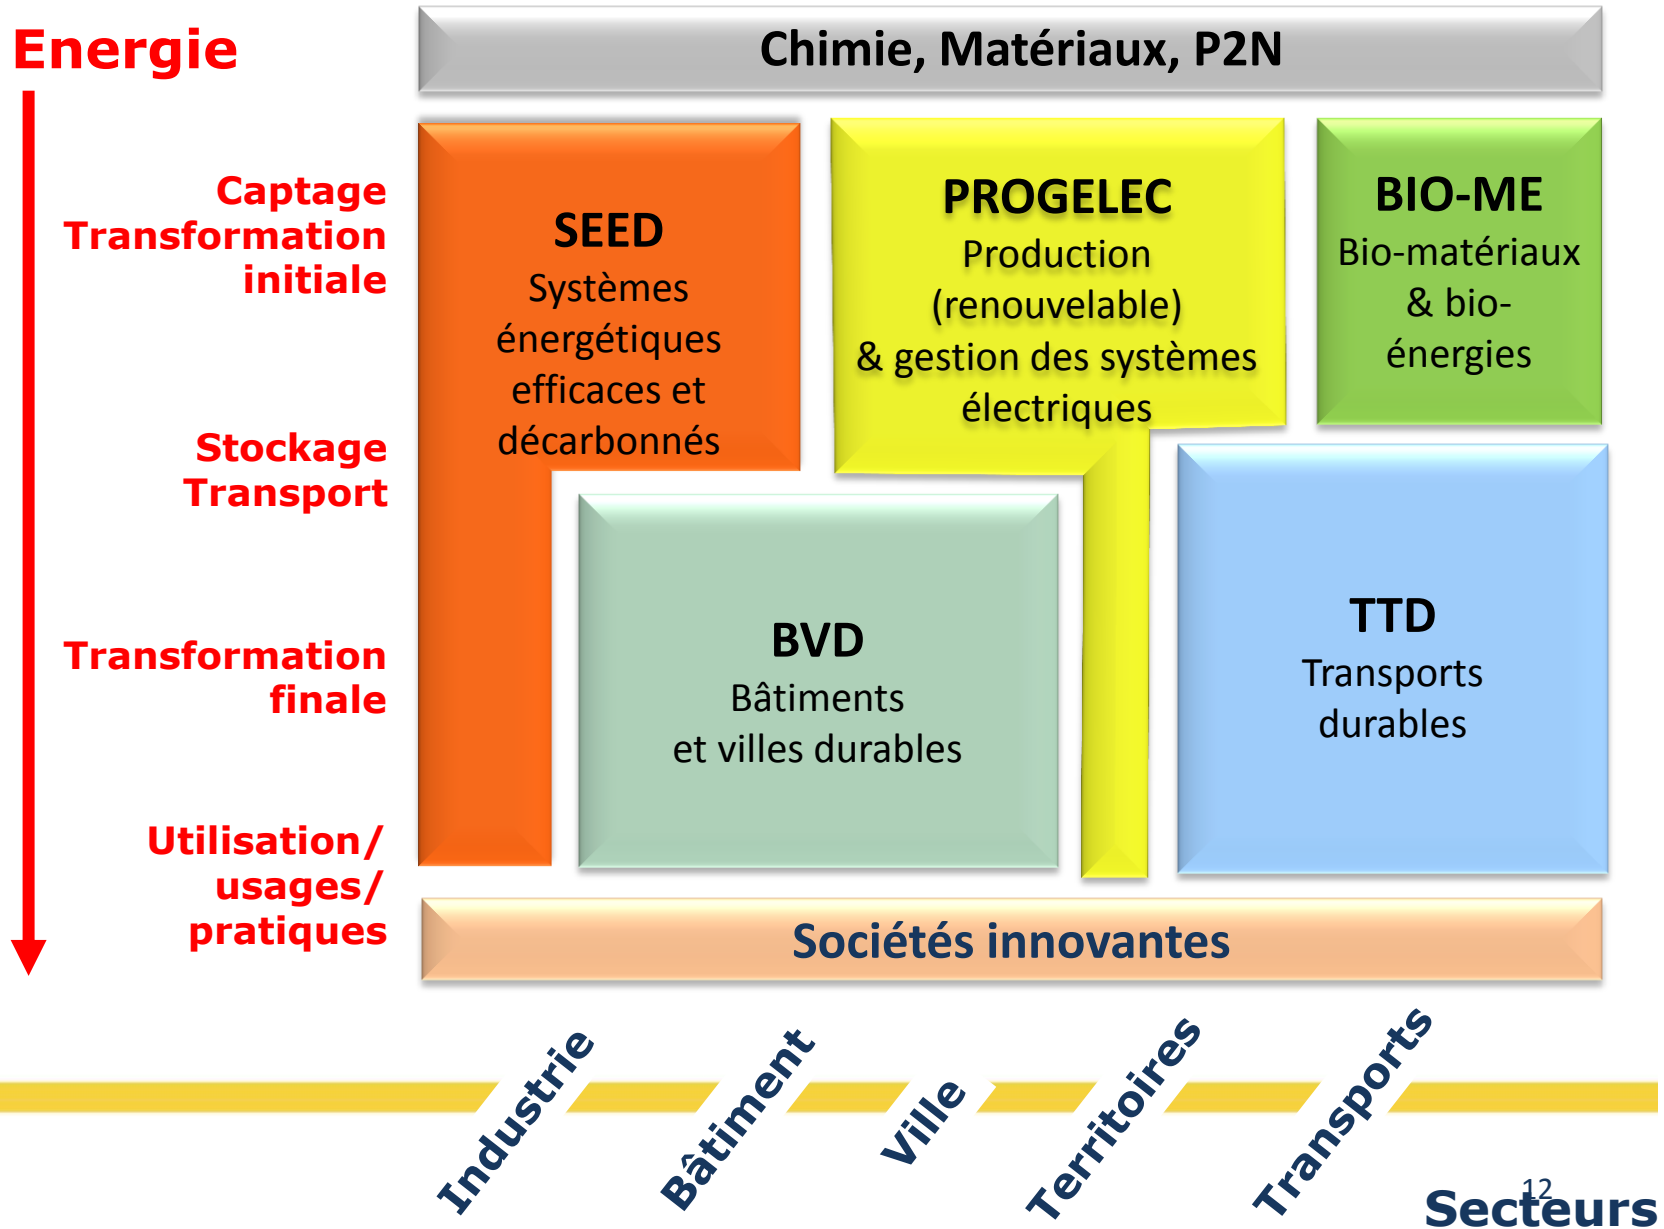 Energie
Chimie, Matériaux, P2N
Captage
Transformation
initiale
Stockage
Transport
Transformation
finale
Utilisation/
usages/
pratiques
SEED
Systèmes
énergétiques
efficaces et
décarbonnés
PROGELEC
Production
(renouvelable)
& gestion des systèmes
électriques
BIO-ME
Bio-matériaux
& bio-
énergies
BVD
Bâtiments
et villes durables
TTD
Transports
durables
Sociétés innovantes
Industrie
Bâtiment
Ville
Territoires
Transports
12
Secteurs